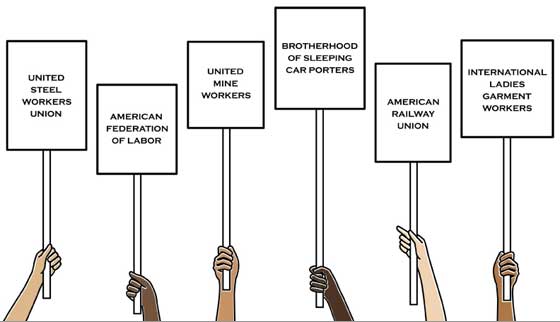 UNITED
STEEL
WORKERS
UNION
AMERICAN
FEDERATION
OF LABOR
UNITED
MINE
WORKERS
BROTHERHOOD
OF SLEEPING
CAR PORTERS
AMERICAN
RAILWAY
UNION
INTERNATIONAL
LADIES
GARMENT
WORKERS